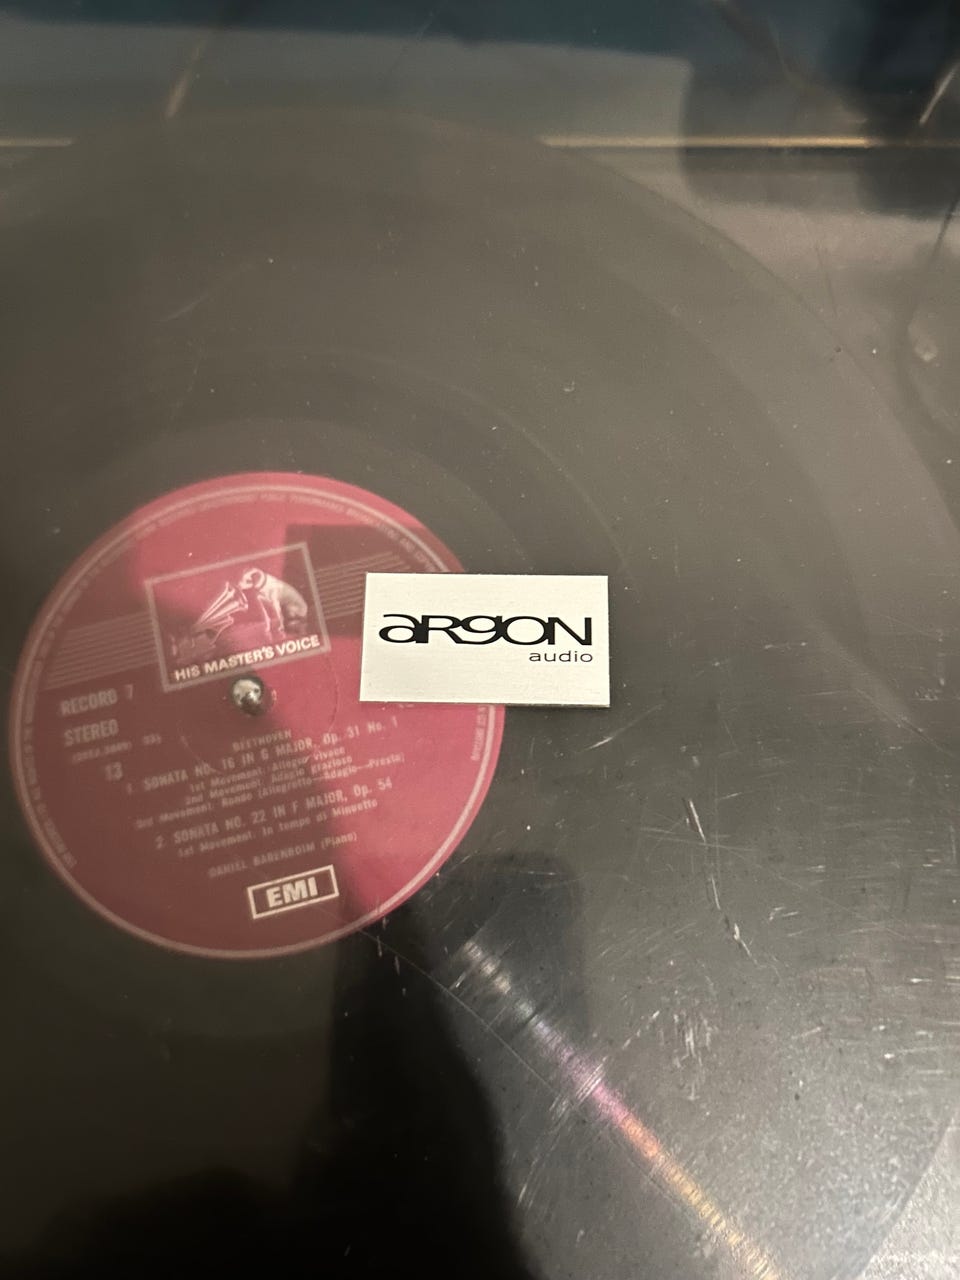 ARGON
audio
HIS MASTER'S VOICE
RECORD 7
STEREO
13
BEETHOVEN
1 SONATA NO. 16 IN G MAJOR, Op. 31 No. 1
1st Movement: Allegro vivace
2nd Movement: Adagio grazioso
3rd Movement: Rondo (Allegretto—Adagio—Presto)
2 SONATA NO. 22 IN F MAJOR, Op. 54
1st Movement: In tempo di Minuetto
DANIEL BARENBOIM (Piano)
EMI